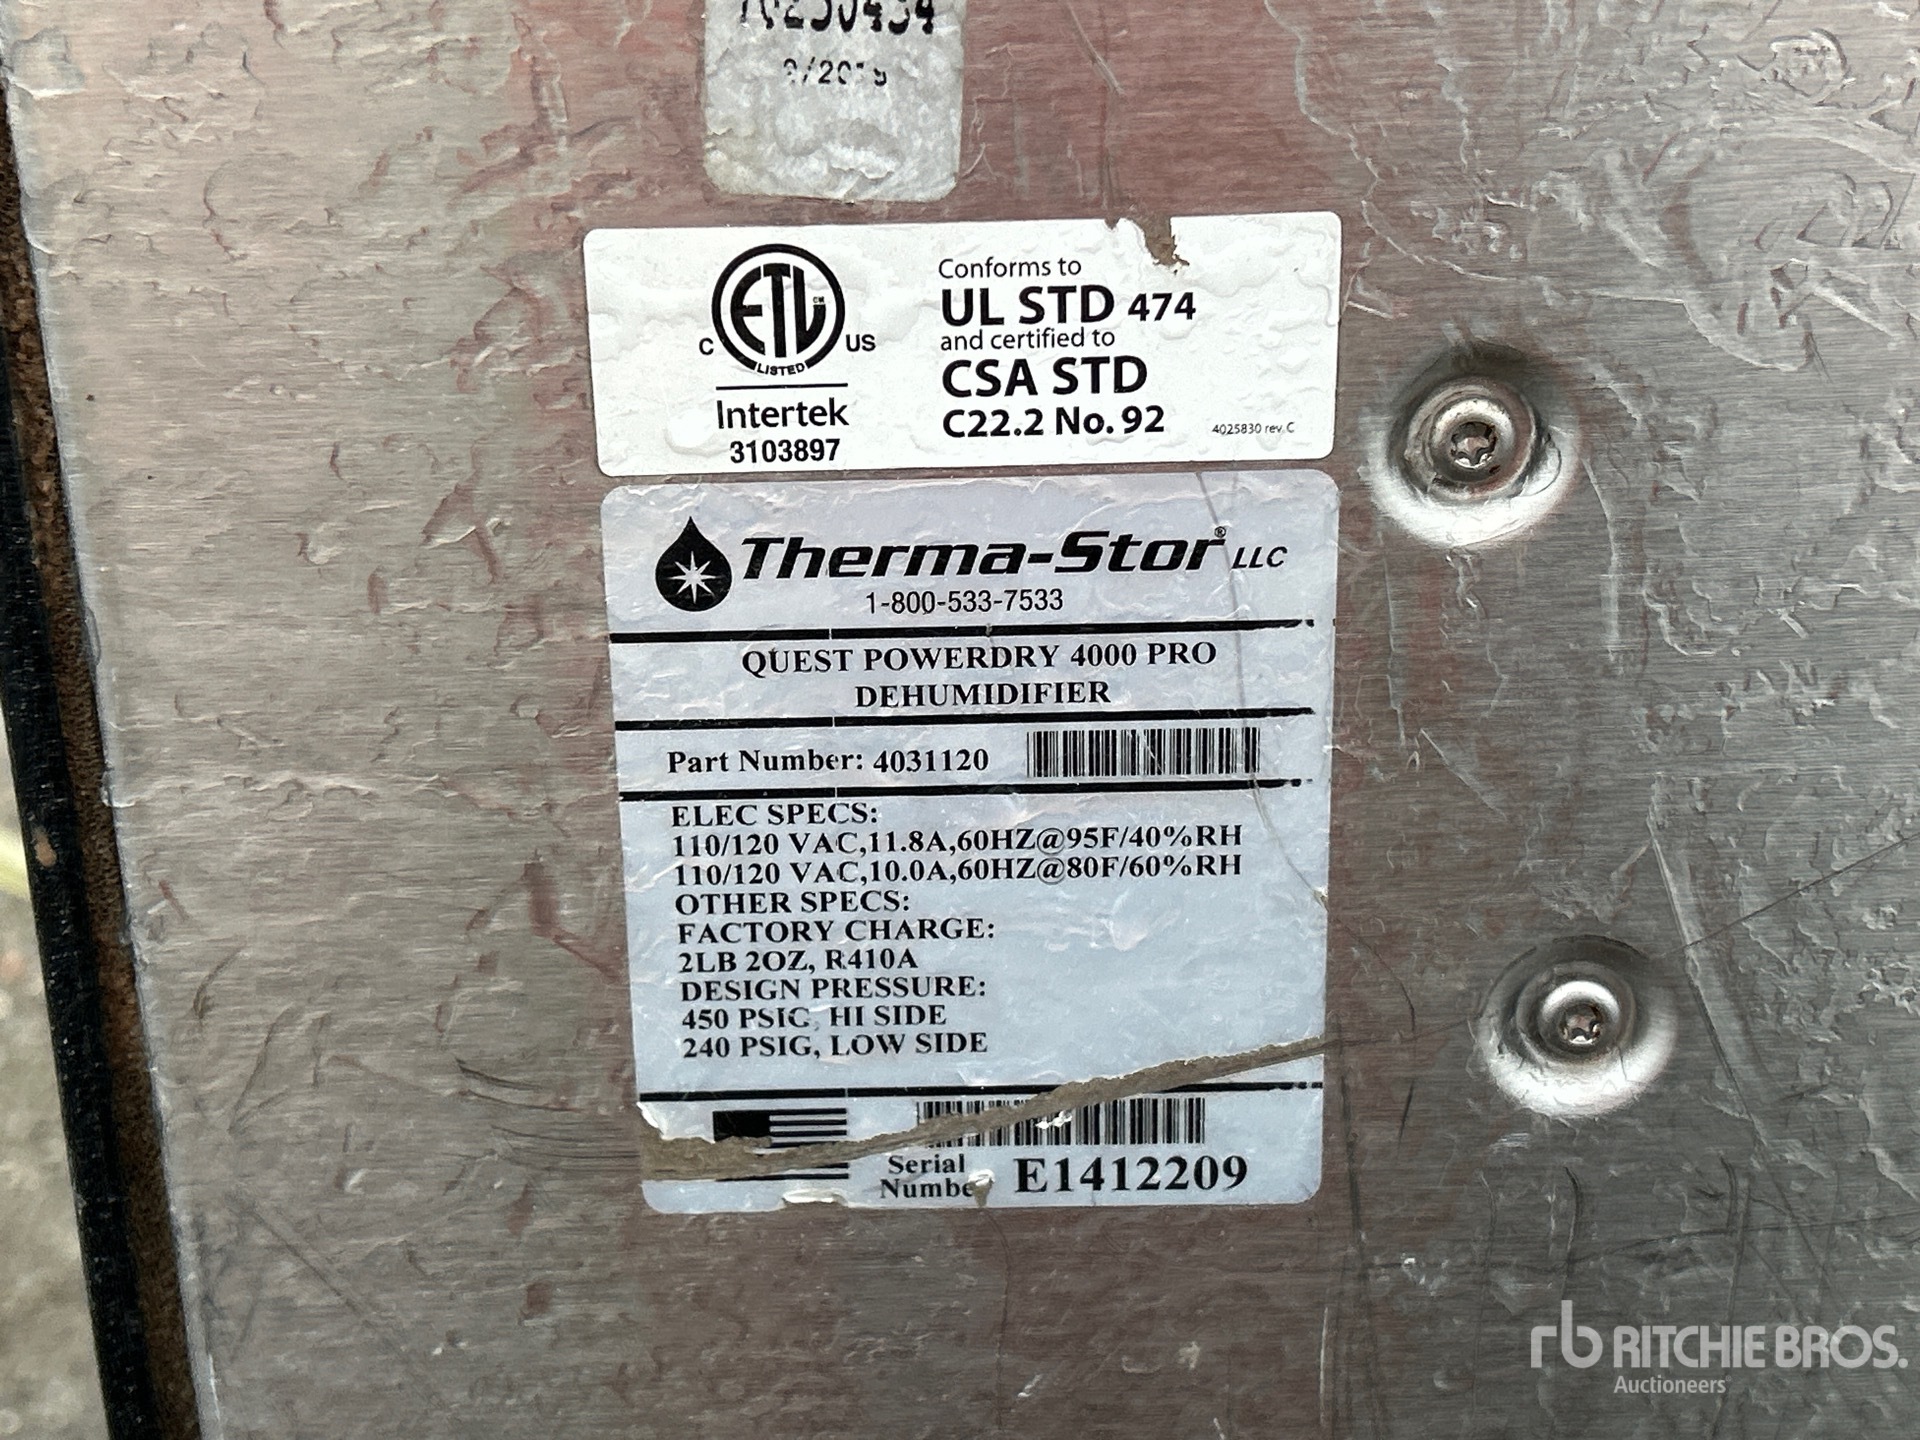 CM
ETL
C
US
LISTED
Intertek
3103897
Conforms to
UL STD 474
and certified to
CSA STD
C22.2 No. 92
4025830 rev. C
Therma-Stor® LLC
1-800-533-7533
QUEST POWERDRY 4000 PRO
DEHUMIDIFIER
Part Number: 4031120
ELEC SPECS:
110/120 VAC,11.8A,60HZ@95F/40%RH
110/120 VAC,10.0A,60HZ@80F/60%RH
OTHER SPECS:
FACTORY CHARGE:
2LB 2OZ, R410A
DESIGN PRESSURE:
450 PSIG, HI SIDE
240 PSIG, LOW SIDE
Serial
Number
E1412209
rb RITCHIE BROS.
Auctioneers